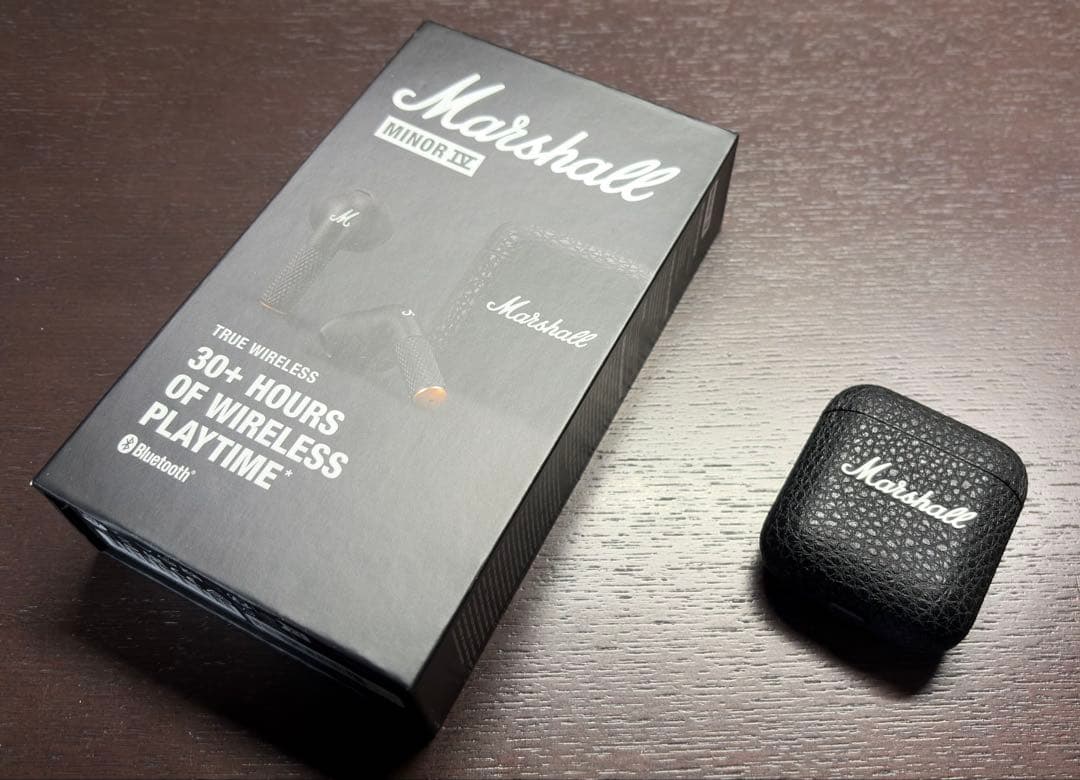 Marshall
MINOR IV
M
Marshall
TRUE WIRELESS
30+ HOURS
OF WIRELESS
PLAYTIME*
Bluetooth®
Marshall